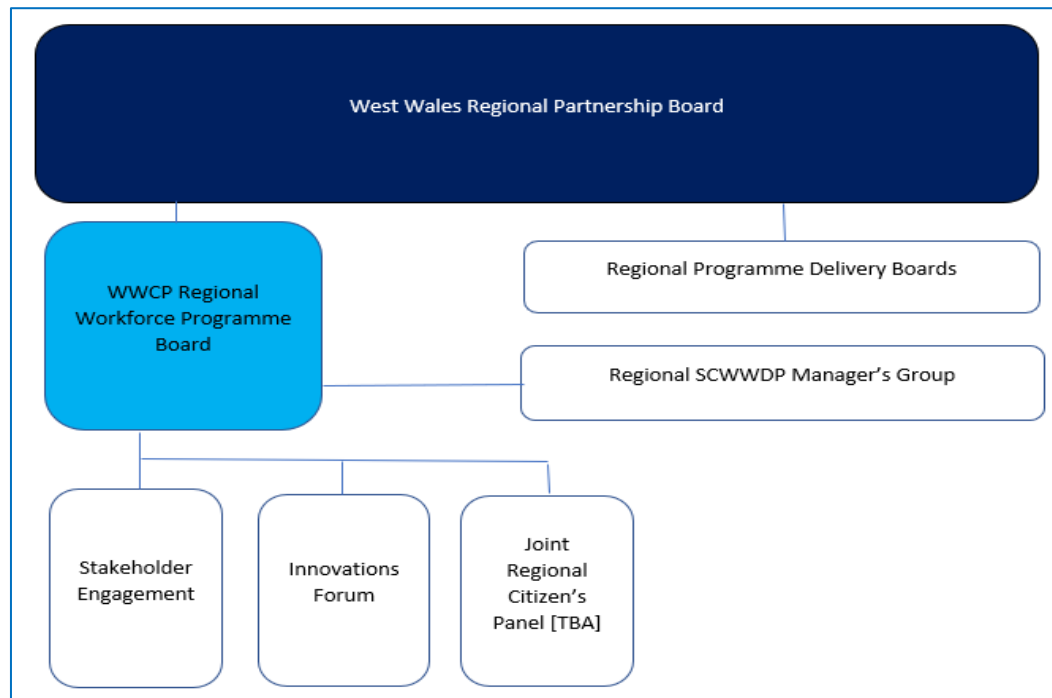 West Wales Regional Partnership Board
WWCP Regional
Workforce Programme
Board
Regional Programme Delivery Boards
Regional SCWWDP Manager’s Group
Stakeholder
Engagement
Innovations
Forum
Joint
Regional
Citizen’s
Panel [TBA]